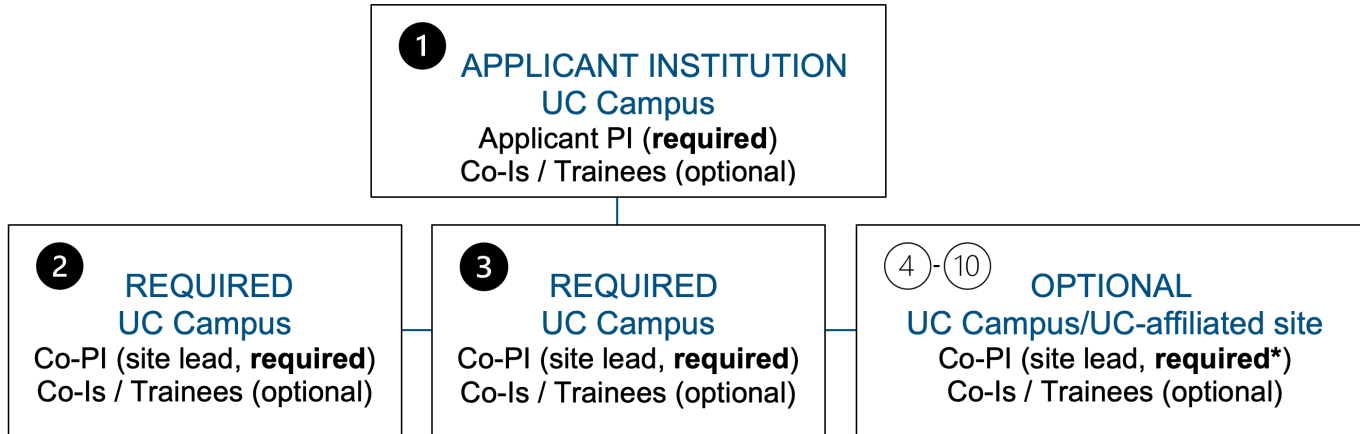 1
APPLICANT INSTITUTION
UC Campus
Applicant PI (required)
Co-Is / Trainees (optional)
2
REQUIRED
UC Campus
Co-PI (site lead, required)
Co-Is / Trainees (optional)
3
REQUIRED
UC Campus
Co-PI (site lead, required)
Co-Is / Trainees (optional)
4-10
OPTIONAL
UC Campus/UC-affiliated site
Co-PI (site lead, required*)
Co-Is / Trainees (optional)